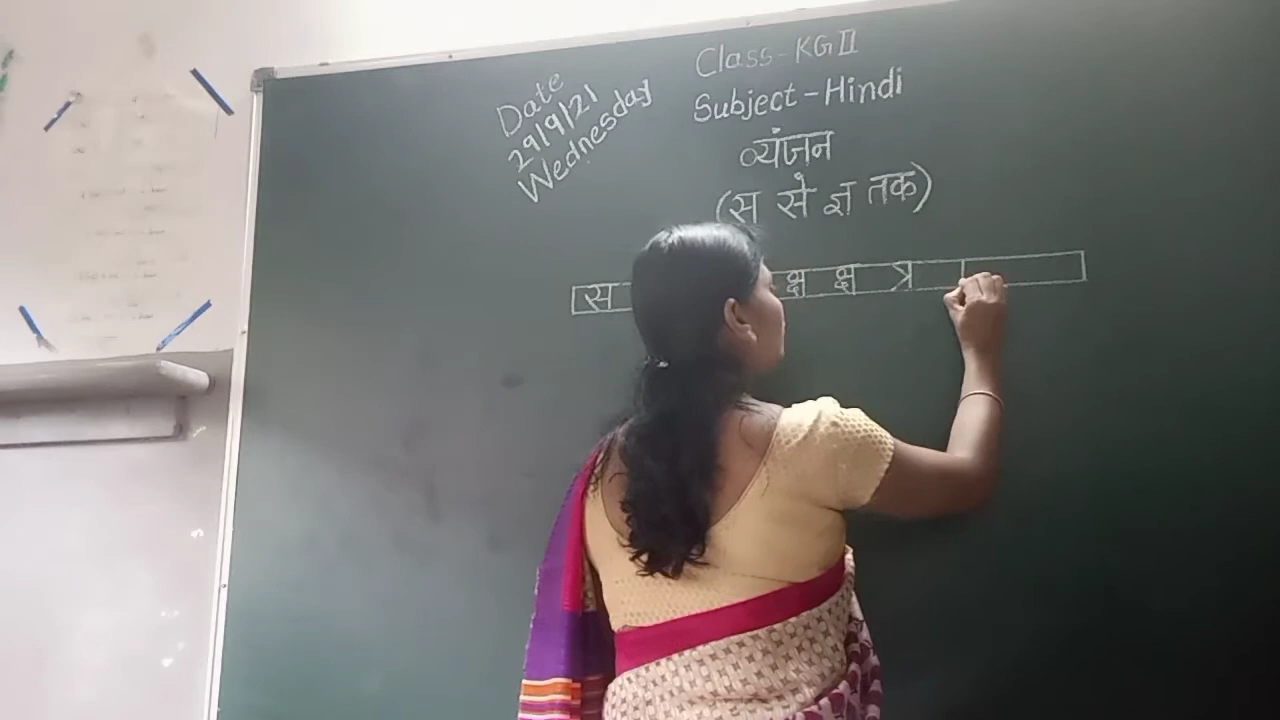 Date
29/9/21
Wednesday
Class-KG II
Subject-Hindi
व्यंजन
(स से ज्ञ तक)
स क्ष क्ष त्र